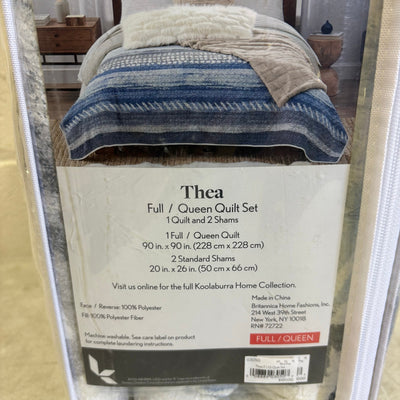 Thea
Full / Queen Quilt Set
1 Quilt and 2 Shams
1 Full / Queen Quilt
90 in. x 90 in. (228 cm x 228 cm)
2 Standard Shams
20 in. x 26 in. (50 cm x 66 cm)
Visit us online for the full Koolaburra Home Collection.
Face / Reverse: 100% Polyester
Fill: 100% Polyester Fiber
Machine washable. See care label on product
for complete laundering instructions.
Made in China
Britannica Home Fashions, Inc.
214 West 39th Street
New York, NY 10018
RN# 72722
FULL / QUEEN